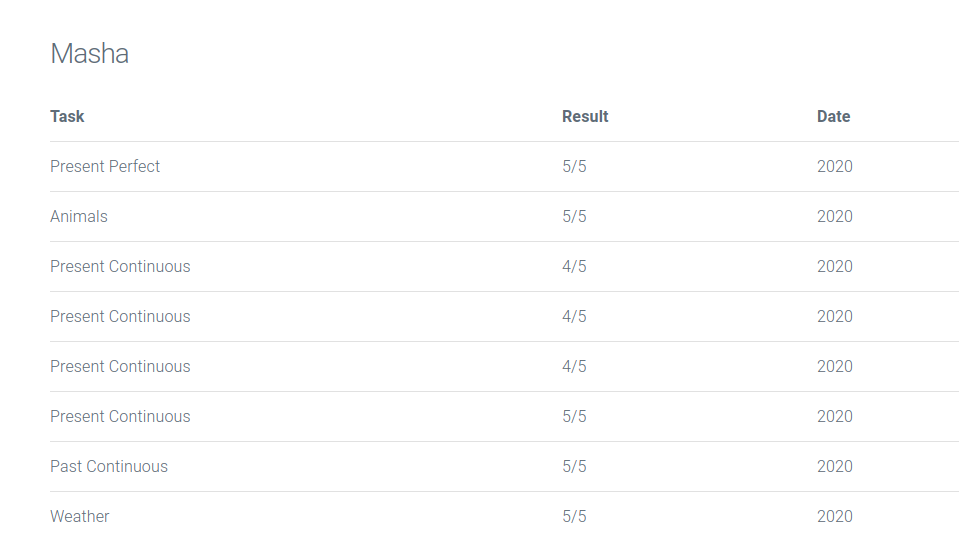 Masha
Task Result Date
Present Perfect 5/5 2020
Animals 5/5 2020
Present Continuous 4/5 2020
Present Continuous 4/5 2020
Present Continuous 4/5 2020
Present Continuous 5/5 2020
Past Continuous 5/5 2020
Weather 5/5 2020